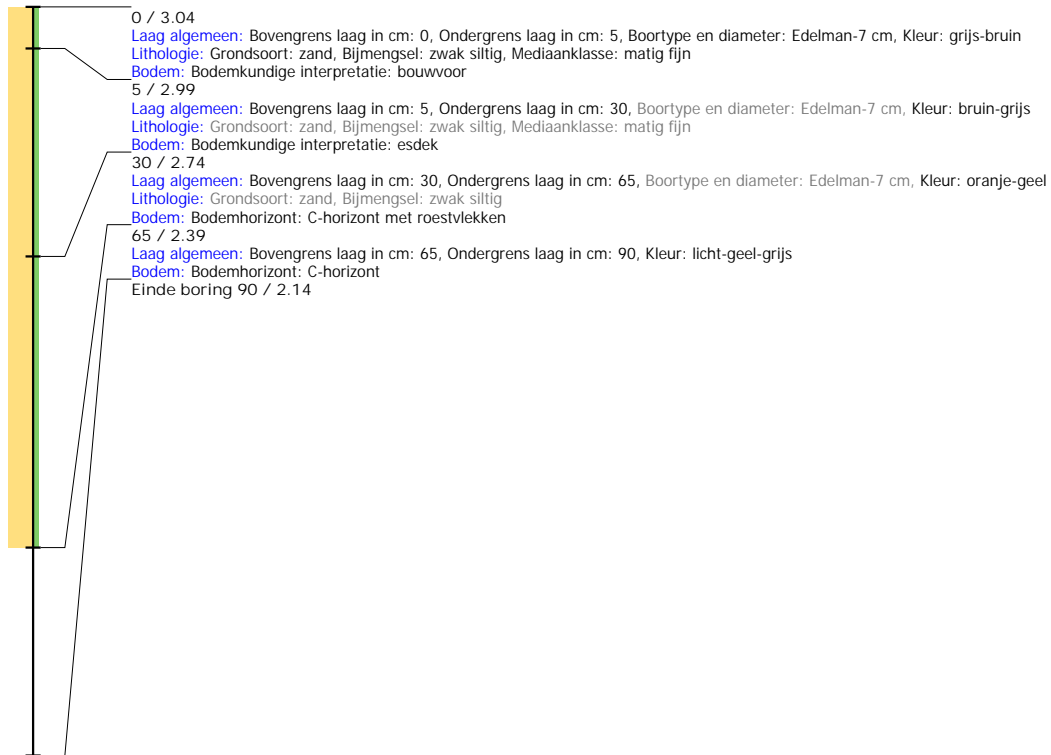 0 / 3.04
Laag algemeen: Bovengrens laag in cm: 0, Ondergrens laag in cm: 5, Boortype en diameter: Edelman-7 cm, Kleur: grijs-bruin
Lithologie: Grondsoort: zand, Bijmengsel: zwak siltig, Mediaanklasse: matig fijn
Bodem: Bodemkundige interpretatie: bouwvoor
5 / 2.99
Laag algemeen: Bovengrens laag in cm: 5, Ondergrens laag in cm: 30, Boortype en diameter: Edelman-7 cm, Kleur: bruin-grijs
Lithologie: Grondsoort: zand, Bijmengsel: zwak siltig, Mediaanklasse: matig fijn
Bodem: Bodemkundige interpretatie: esdek
30 / 2.74
Laag algemeen: Bovengrens laag in cm: 30, Ondergrens laag in cm: 65, Boortype en diameter: Edelman-7 cm, Kleur: oranje-geel
Lithologie: Grondsoort: zand, Bijmengsel: zwak siltig
Bodem: Bodemhorizont: C-horizont met roestvlekken
65 / 2.39
Laag algemeen: Bovengrens laag in cm: 65, Ondergrens laag in cm: 90, Kleur: licht-geel-grijs
Bodem: Bodemhorizont: C-horizont
Einde boring 90 / 2.14